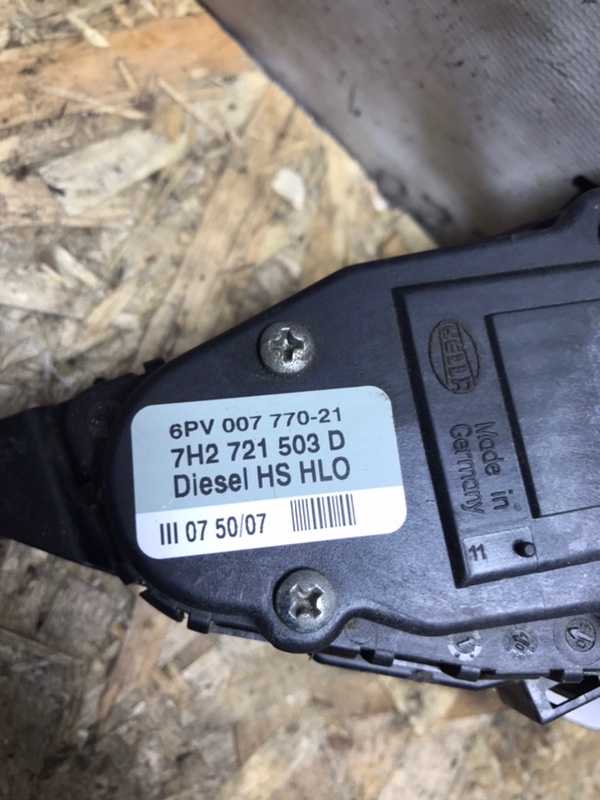 6PV 007 770-21
7H2 721 503 D
Diesel HS HLO
III 07 50/07
HELLA
Made in
Germany
11